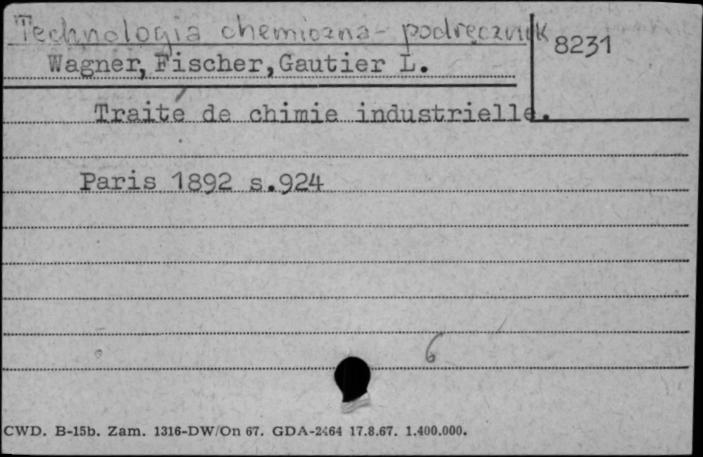 Technologia chemiczna - podręcznik
8231
Wagner, Fischer, Gautier L.
Traité de chimie industrielle.
Paris 1892 s.924
6
CWD. B-15b. Zam. 1316-DW/On 67. GDA-2464 17.8.67. 1.400.000.